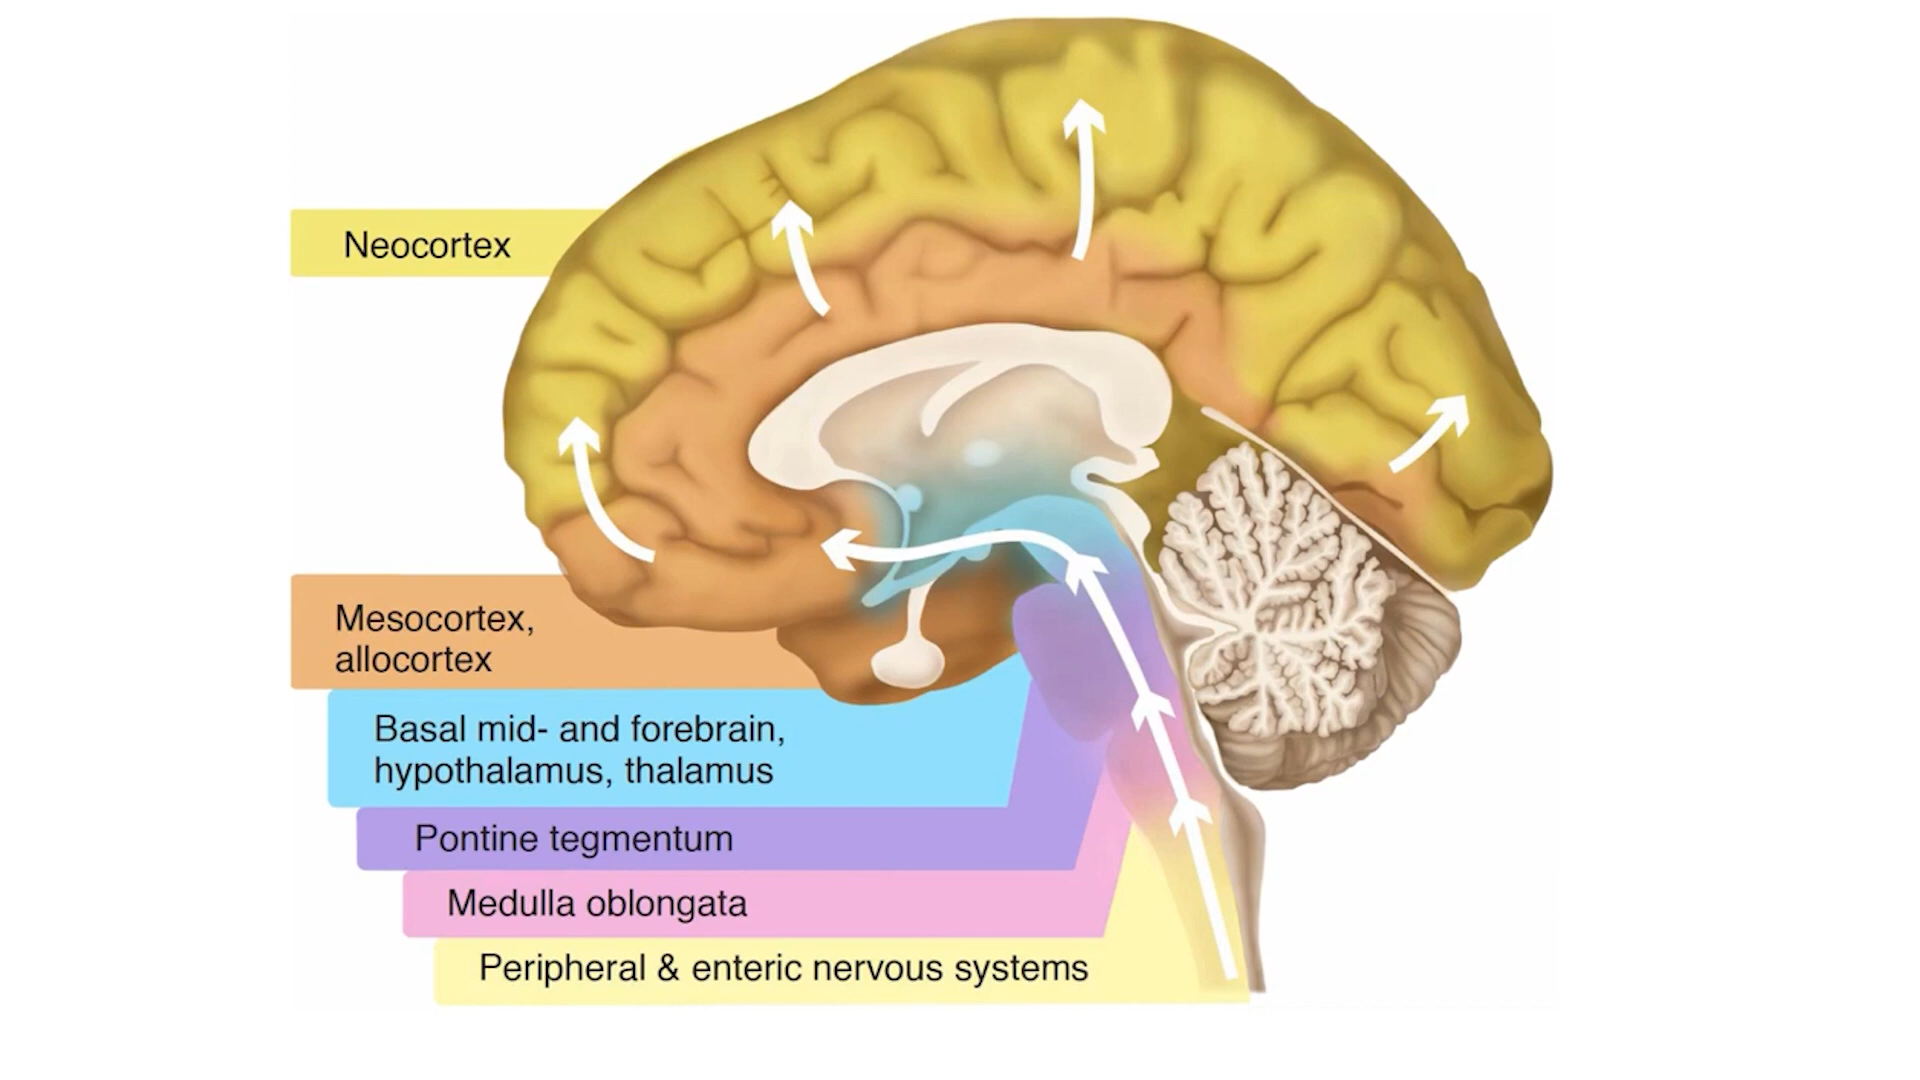 Neocortex
Mesocortex,
allocortex
Basal mid- and forebrain,
hypothalamus, thalamus
Pontine tegmentum
Medulla oblongata
Peripheral & enteric nervous systems